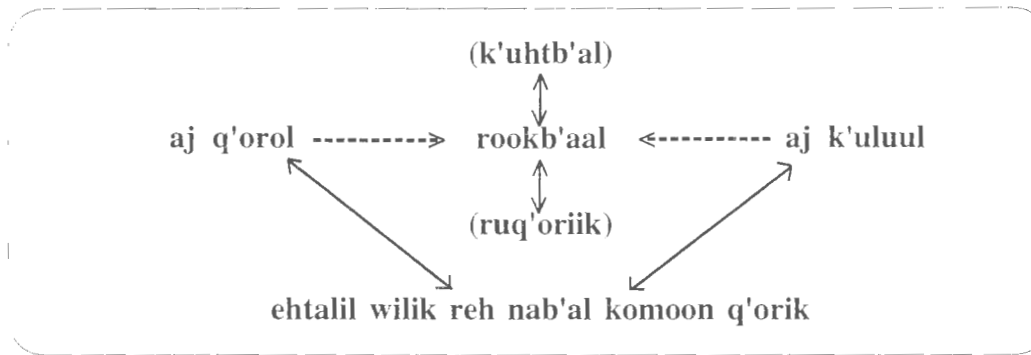 (k'uhtb'al)
aj q'orol rookb'aal aj k'uluul
(ruq'oriik)
ehtalil wilik reh nab'al komoon q'orik